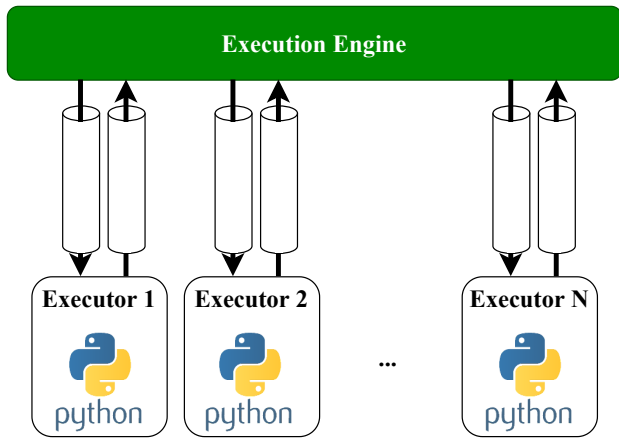 Execution Engine
Executor 1
Executor 2
Executor N
...
python
python
python